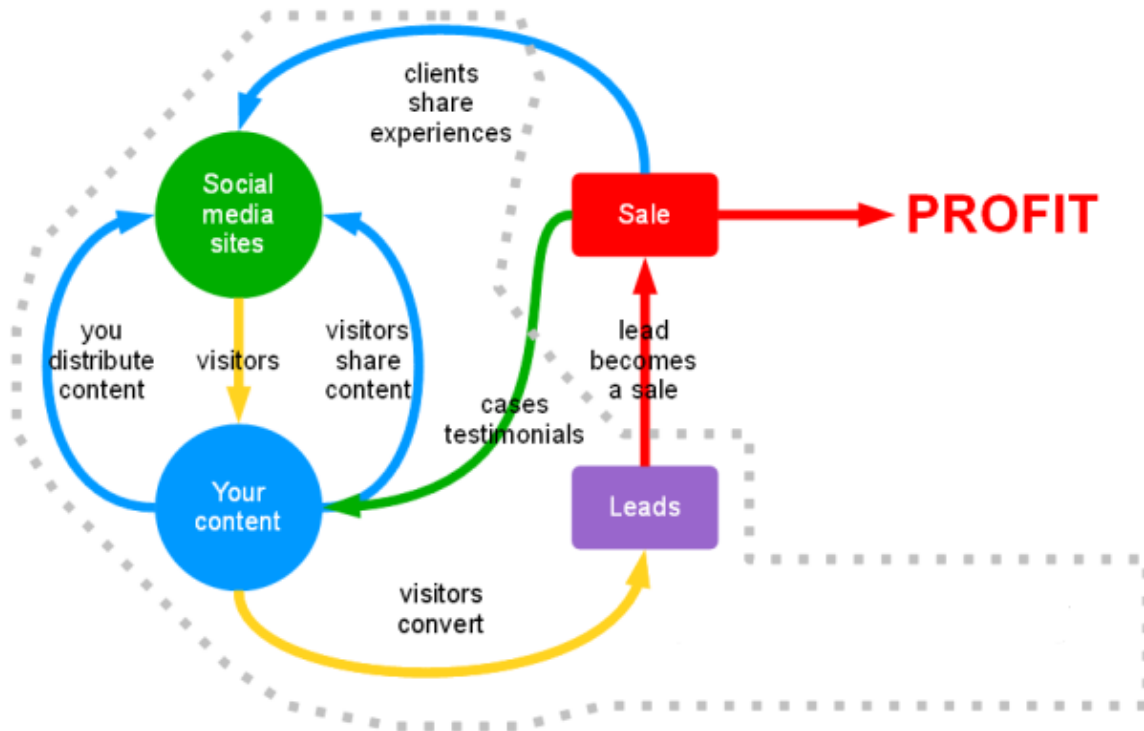 clients
share
experiences
Social
media
sites
Sale
PROFIT
you
distribute
content
visitors
visitors
share
content
lead
becomes
a sale
cases
testimonials
Your
content
Leads
visitors
convert